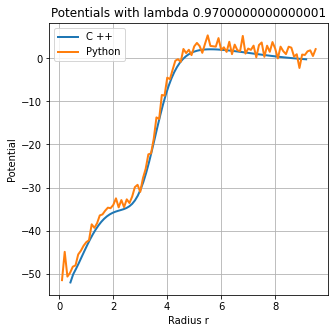 Potentials with lambda 0.9700000000000001
C ++
Python
0
−10
−20
−30
−40
−50
Potential
0 2 4 6 8
Radius r